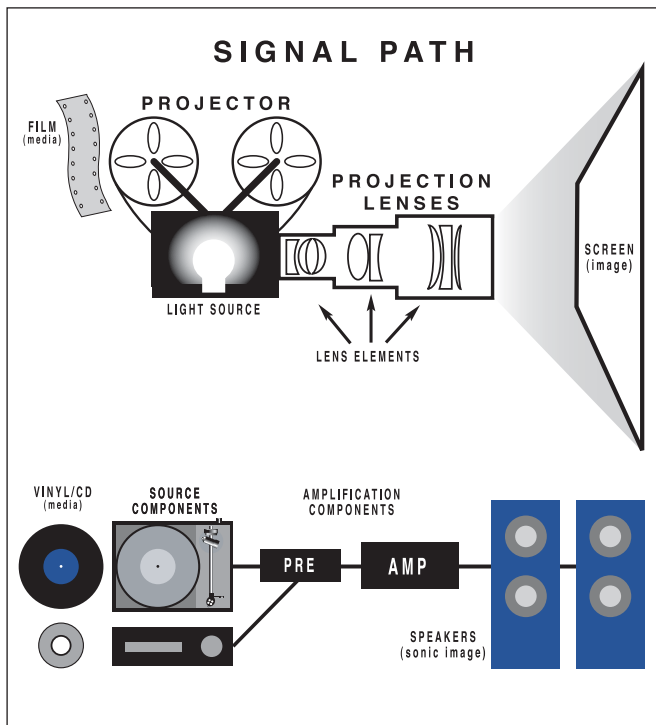 SIGNAL PATH
PROJECTOR
FILM
(media)
PROJECTION
LENSES
SCREEN
(image)
LIGHT SOURCE
LENS ELEMENTS
VINYL/CD
(media)
SOURCE
COMPONENTS
AMPLIFICATION
COMPONENTS
PRE
AMP
SPEAKERS
(sonic image)